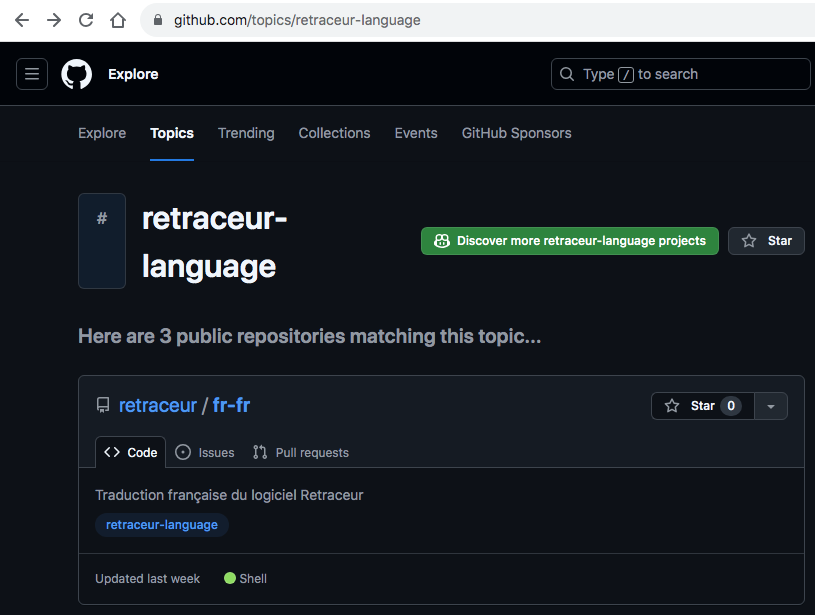 github.com/topics/retraceur-language
Explore
Type / to search
Explore Topics Trending Collections Events GitHub Sponsors
#
retraceur-
language
Discover more retraceur-language projects
Star
Here are 3 public repositories matching this topic...
retraceur / fr-fr
Star 0
Code Issues Pull requests
Traduction française du logiciel Retraceur
retraceur-language
Updated last week Shell